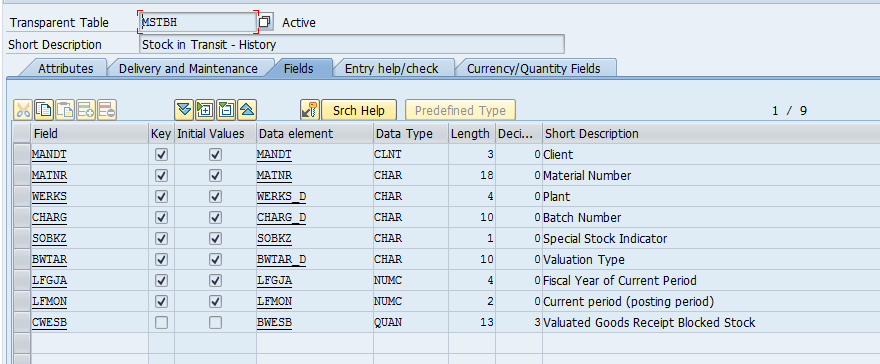 Transparent Table MSTBH Active
Short Description Stock in Transit - History
Attributes Delivery and Maintenance Fields Entry help/check Currency/Quantity Fields
Srch Help Predefined Type 1 / 9
Field Key Initial Values Data element Data Type Length Deci... Short Description
MANDT MANDT CLNT 3 0 Client
MATNR MATNR CHAR 18 0 Material Number
WERKS WERKS_D CHAR 4 0 Plant
CHARG CHARG_D CHAR 10 0 Batch Number
SOBKZ SOBKZ CHAR 1 0 Special Stock Indicator
BWTAR BWTAR_D CHAR 10 0 Valuation Type
LFGJA LFGJA NUMC 4 0 Fiscal Year of Current Period
LFMON LFMON NUMC 2 0 Current period (posting period)
CWESB BWESB QUAN 13 3 Valuated Goods Receipt Blocked Stock